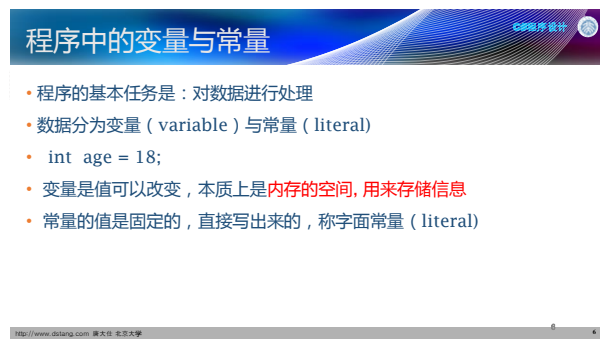 程序中的变量与常量
C#程序设计
• 程序的基本任务是：对数据进行处理
• 数据分为变量（variable）与常量（literal)
• int age = 18;
• 变量是值可以改变，本质上是内存的空间, 用来存储信息
• 常量的值是固定的，直接写出来的，称字面常量（literal)
6
http://www.dstang.com 唐大仕 北京大学
6